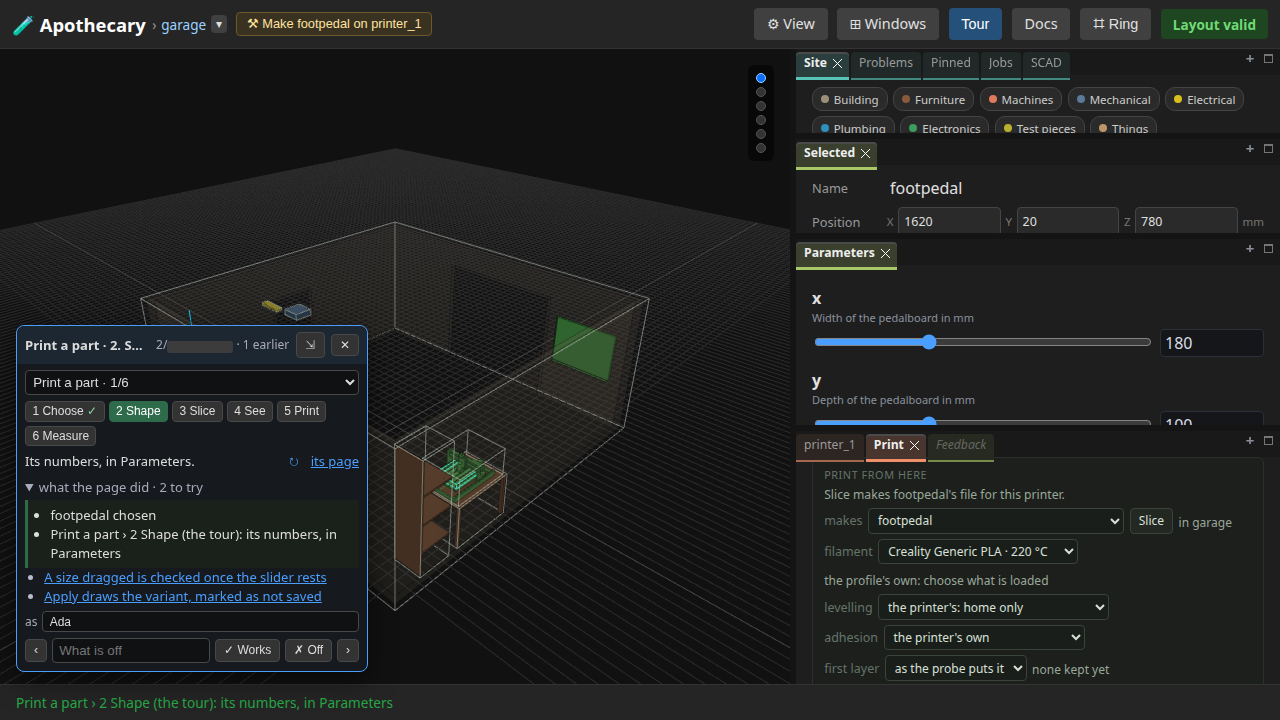 Apothecary › garage ▾
⚒ Make footpedal on printer_1
⚙ View
⊞ Windows
Tour
Docs
⌗ Ring
Layout valid
Site
Problems
Pinned
Jobs
SCAD
Building
Furniture
Machines
Mechanical
Electrical
Plumbing
Electronics
Test pieces
Things
Selected
Name footpedal
Position X 1620 Y 20 Z 780 mm
Parameters
x
Width of the pedalboard in mm
180
y
Depth of the pedalboard in mm
100
printer_1
Print
Feedback
PRINT FROM HERE
Slice makes footpedal's file for this printer.
makes footpedal Slice in garage
filament Creality Generic PLA · 220 °C
the profile's own: choose what is loaded
levelling the printer's: home only
adhesion the printer's own
first layer as the probe puts it none kept yet
Print a part · 2. S... 2/ · 1 earlier
Print a part · 1/6
1 Choose ✓
2 Shape
3 Slice
4 See
5 Print
6 Measure
Its numbers, in Parameters. ↻ its page
▼ what the page did · 2 to try
footpedal chosen
Print a part › 2 Shape (the tour): its numbers, in
Parameters
A size dragged is checked once the slider rests
Apply draws the variant, marked as not saved
as Ada
‹ What is off ✓ Works ✗ Off ›
Print a part › 2 Shape (the tour): its numbers, in Parameters